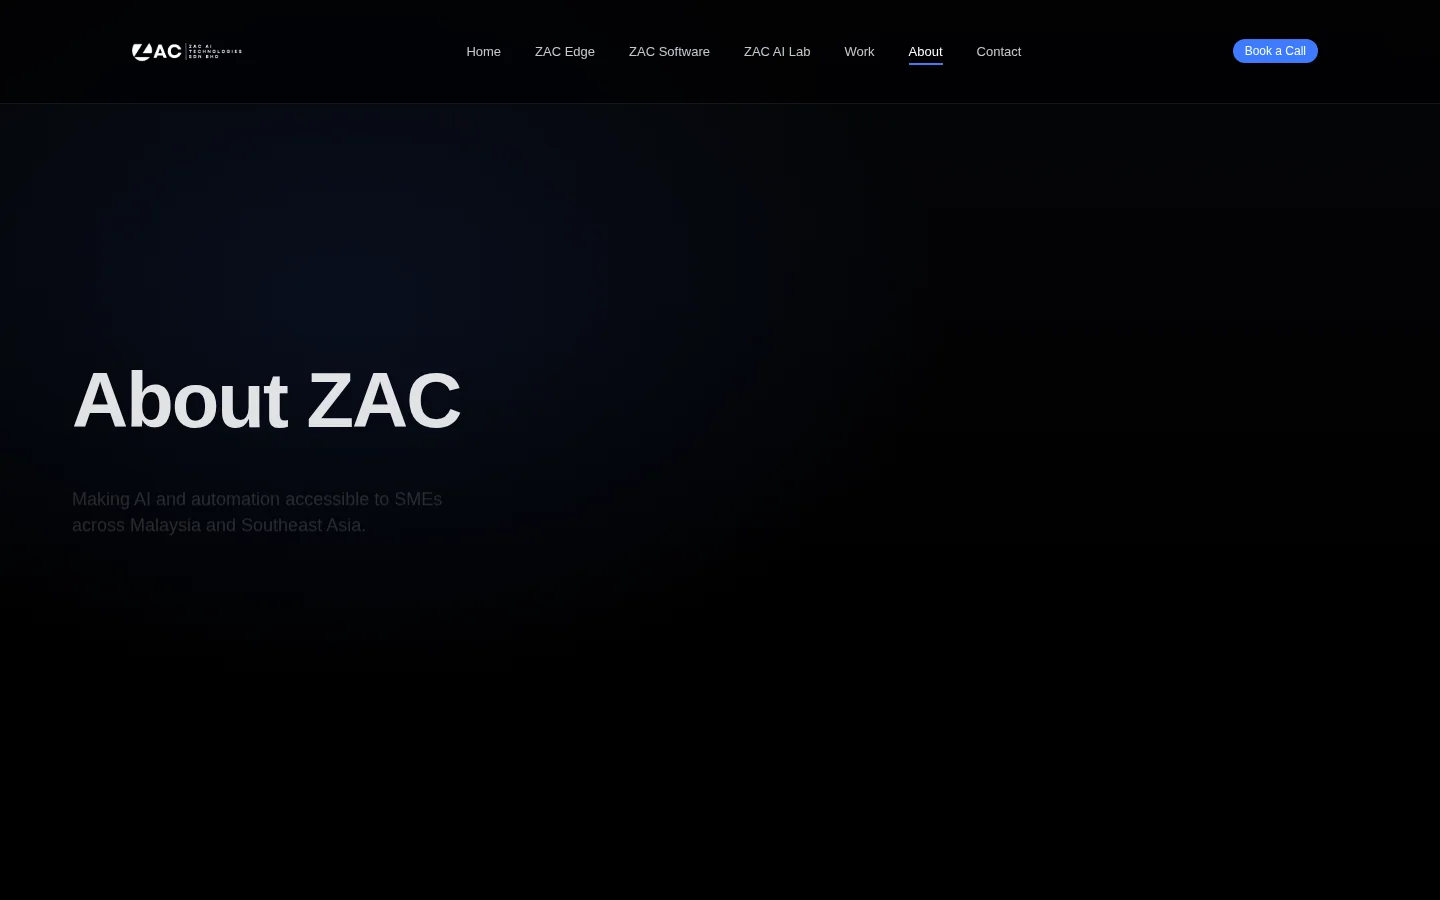 ZAC
ZAC AI
TECHNOLOGIES
SDN BHD
Home
ZAC Edge
ZAC Software
ZAC AI Lab
Work
About
Contact
Book a Call
About ZAC
Making AI and automation accessible to SMEs
across Malaysia and Southeast Asia.